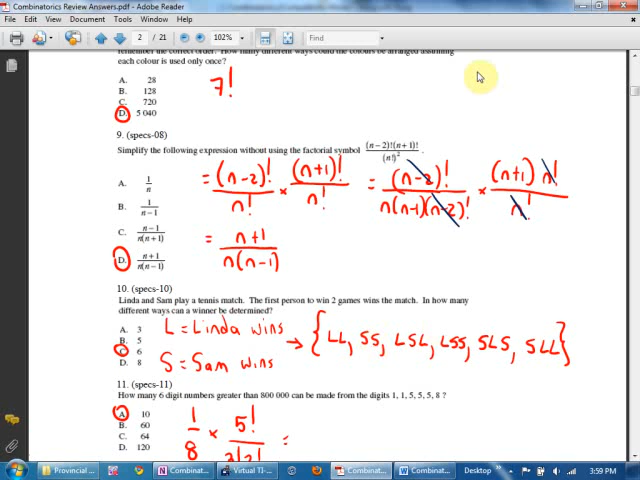 Combinatorics Review Answers.pdf - Adobe Reader
File Edit View Document Tools Window Help
2 / 21 102% Find
remember the correct order. How many different ways could the colours be arranged assuming
each colour is used only once?
A. 28
B. 128
C. 720
D. 5 040
7!
9. (specs-08)
Simplify the following expression without using the factorial symbol (n−2)!(n+1)! / (n!)² .
A. 1/n
B. 1/(n−1)
C. (n−1)/(n(n+1))
D. (n+1)/(n(n−1))
= (n-2)!/n! × (n+1)!/n! = (n-2)!/(n(n-1)(n-2)!) × (n+1) n!/n!
= (n+1)/(n(n-1))
10. (specs-10)
Linda and Sam play a tennis match. The first person to win 2 games wins the match. In how many
different ways can a winner be determined?
A. 3
B. 5
C. 6
D. 8
L = Linda wins
S = Sam wins
→ {LL, SS, LSL, LSS, SLS, SLL}
11. (specs-11)
How many 6 digit numbers greater than 800 000 can be made from the digits 1, 1, 5, 5, 5, 8 ?
A. 10
B. 60
C. 64
D. 120
1/8 × 5!/3!2! =
Provincial ... Combinat... Virtual TI-... Combinat... Combinat... Desktop » 3:59 PM